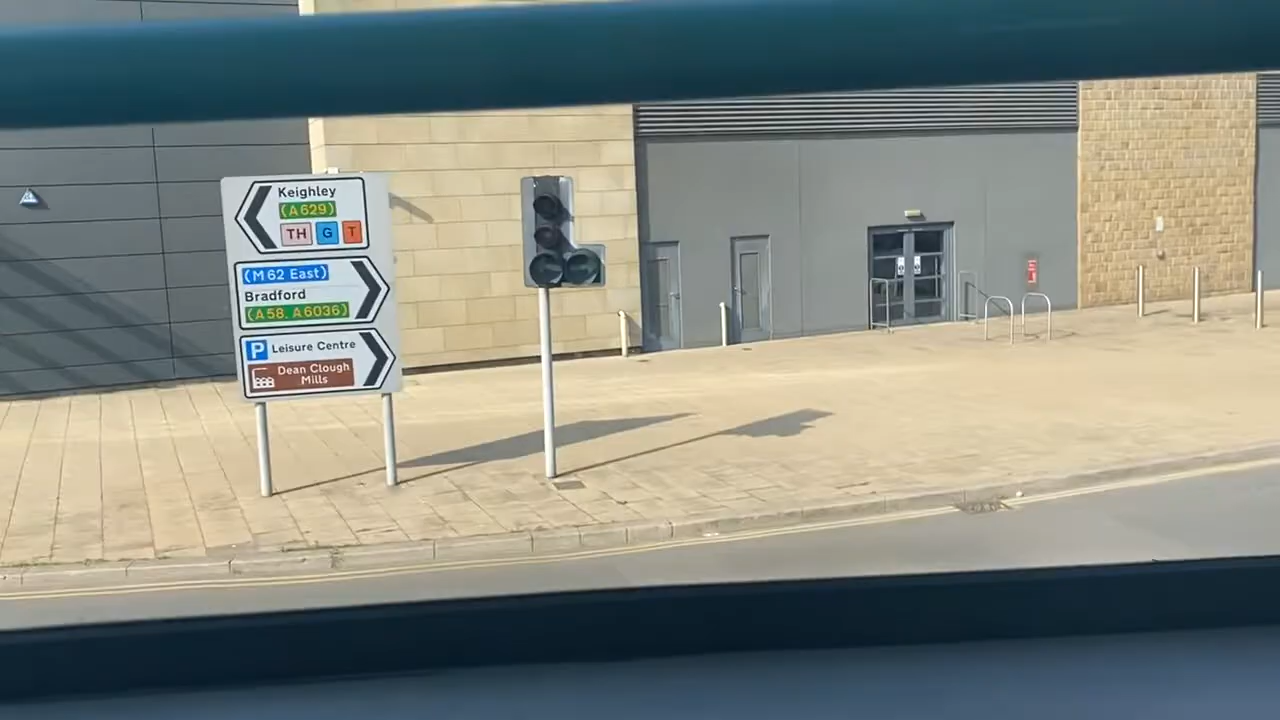 Keighley
(A629)
TH G T
(M62 East)
Bradford
(A58, A6036)
P Leisure Centre
Dean Clough
Mills